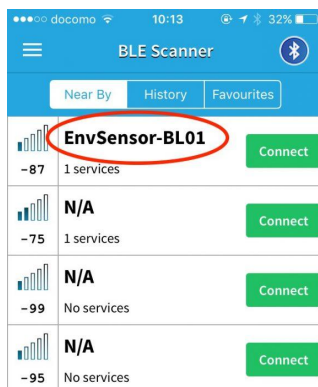 docomo 10:13 32%
BLE Scanner
Near By History Favourites
EnvSensor-BL01
Connect
-87 1 services
N/A
Connect
-75 1 services
N/A
Connect
-99 No services
N/A
Connect
-95 No services